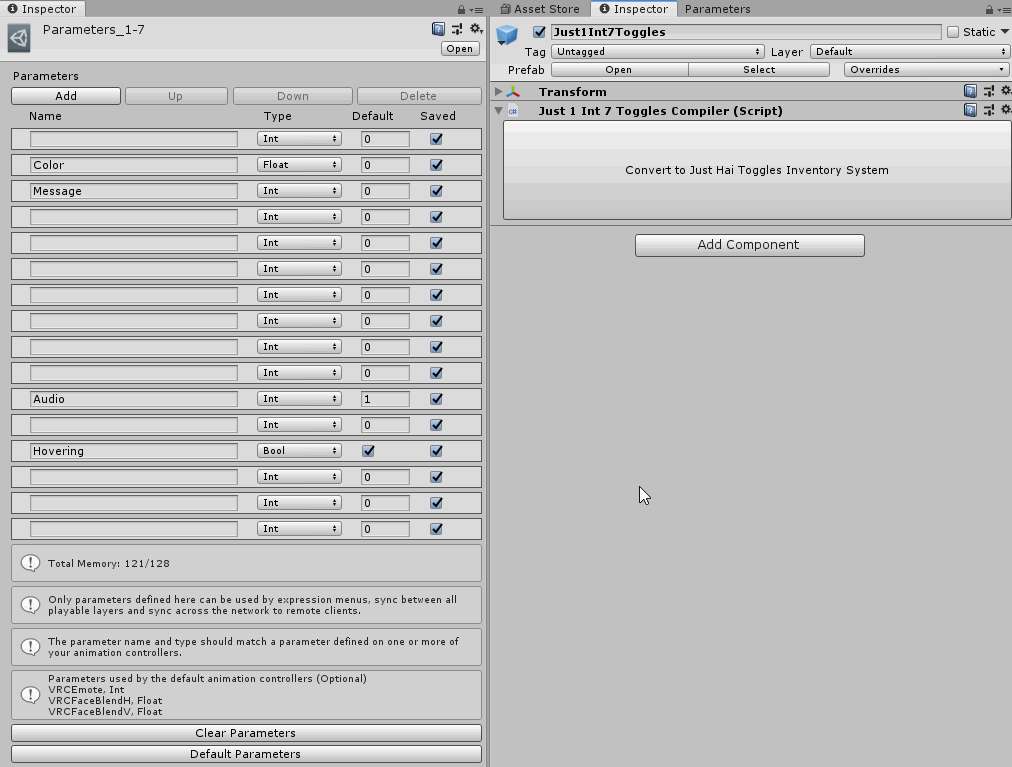 Inspector
Parameters_1-7
Open
Parameters
Add Up Down Delete
Name Type Default Saved
Int 0
Color Float 0
Message Int 0
Int 0
Int 0
Int 0
Int 0
Int 0
Int 0
Int 0
Audio Int 1
Int 0
Hovering Bool
Int 0
Int 0
Int 0
Total Memory: 121/128
Only parameters defined here can be used by expression menus, sync between all
playable layers and sync across the network to remote clients.
The parameter name and type should match a parameter defined on one or more of
your animation controllers.
Parameters used by the default animation controllers (Optional)
VRCEmote, Int
VRCFaceBlendH, Float
VRCFaceBlendV, Float
Clear Parameters
Default Parameters
Asset Store Inspector Parameters
Just1Int7Toggles Static
Tag Untagged Layer Default
Prefab Open Select Overrides
Transform
C#
Just 1 Int 7 Toggles Compiler (Script)
Convert to Just Hai Toggles Inventory System
Add Component